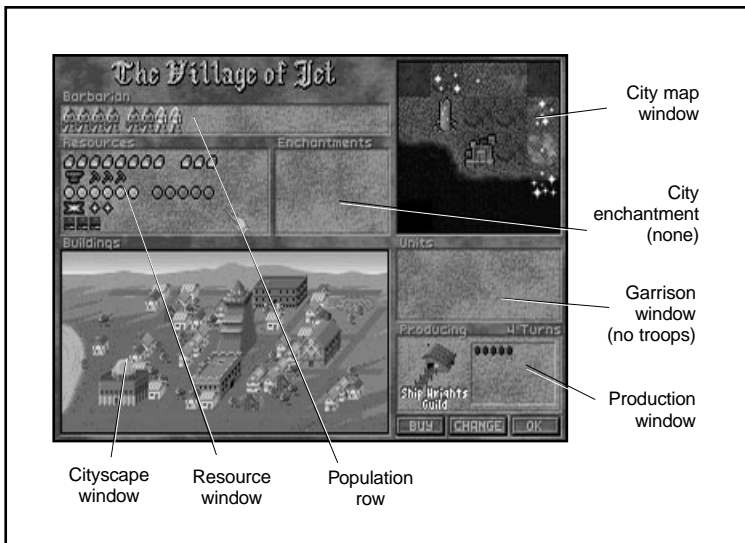 The Village of Jet
Barbarian
Resources
Enchantments
Buildings
Units
Producing
4 Turns
Ship Wrights
Guild
BUY
CHANGE
OK
City map
window
City
enchantment
(none)
Garrison
window
(no troops)
Production
window
Cityscape
window
Resource
window
Population
row